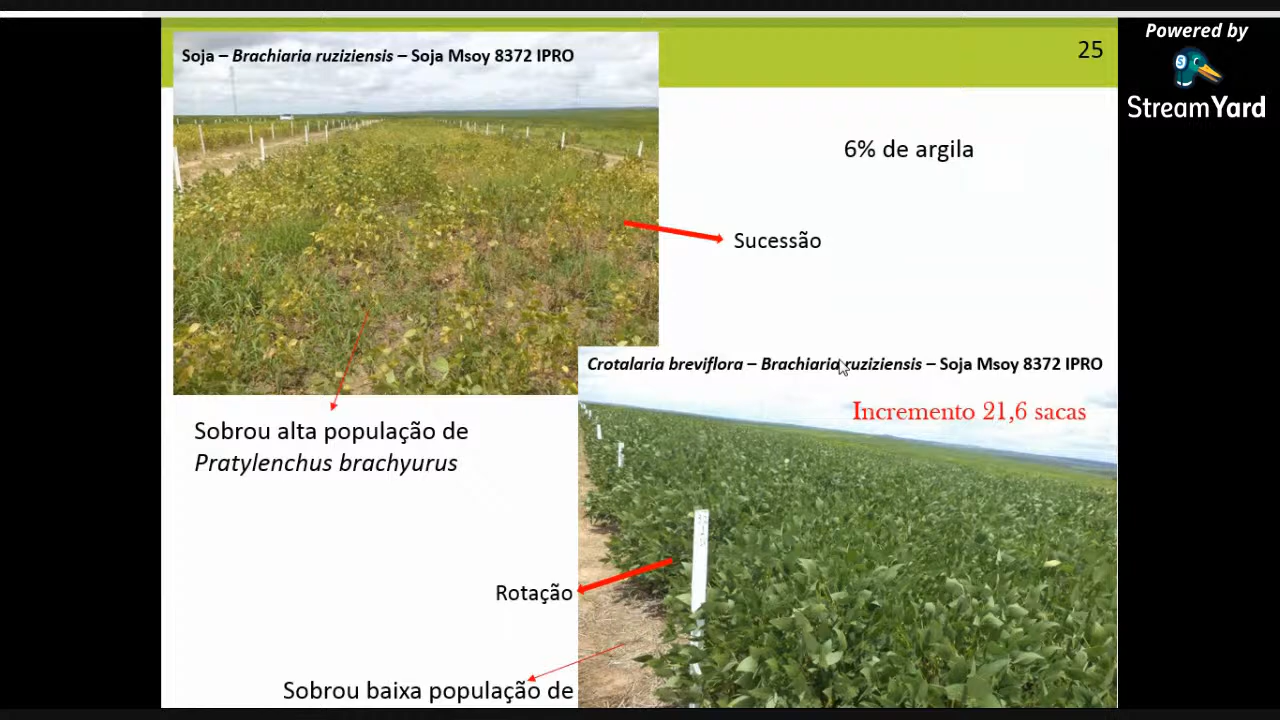 Soja – Brachiaria ruziziensis – Soja Msoy 8372 IPRO
25
Powered by
StreamYard
6% de argila
Sucessão
Crotalaria breviflora – Brachiaria ruziziensis – Soja Msoy 8372 IPRO
Incremento 21,6 sacas
Sobrou alta população de
Pratylenchus brachyurus
Rotação
Sobrou baixa população de